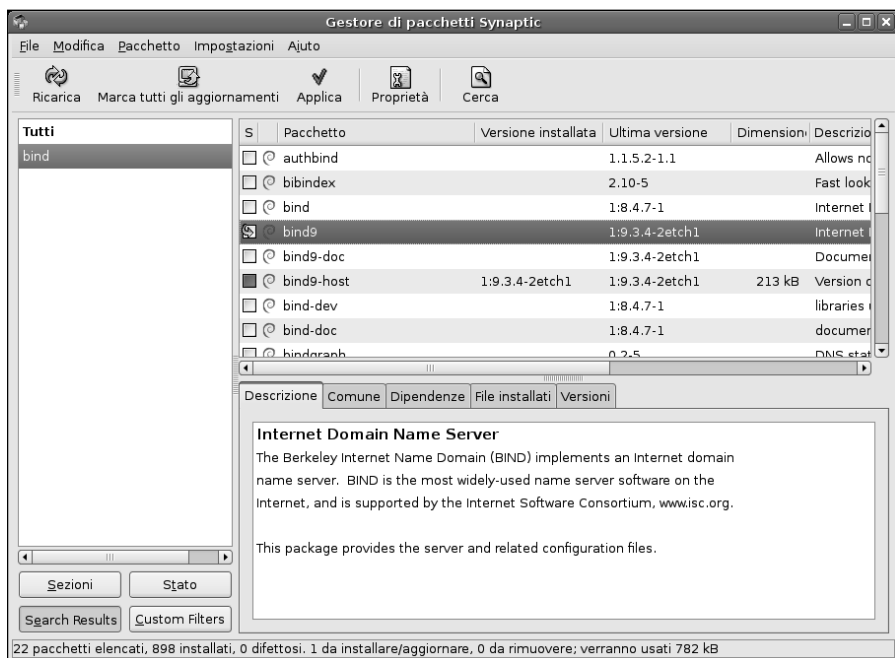 Gestore di pacchetti Synaptic
File Modifica Pacchetto Impostazioni Aiuto
Ricarica Marca tutti gli aggiornamenti Applica Proprietà Cerca
Tutti
bind
S Pacchetto Versione installata Ultima versione Dimension Descrizio
authbind 1.1.5.2-1.1 Allows no
bibindex 2.10-5 Fast look
bind 1:8.4.7-1 Internet
bind9 1:9.3.4-2etch1 Internet
bind9-doc 1:9.3.4-2etch1 Documen
bind9-host 1:9.3.4-2etch1 1:9.3.4-2etch1 213 kB Version o
bind-dev 1:8.4.7-1 libraries
bind-doc 1:8.4.7-1 documen
bindgraph 0.2-5 DNS stat
Descrizione Comune Dipendenze File installati Versioni
Internet Domain Name Server
The Berkeley Internet Name Domain (BIND) implements an Internet domain
name server. BIND is the most widely-used name server software on the
Internet, and is supported by the Internet Software Consortium, www.isc.org.
This package provides the server and related configuration files.
Sezioni Stato
Search Results Custom Filters
22 pacchetti elencati, 898 installati, 0 difettosi. 1 da installare/aggiornare, 0 da rimuovere; verranno usati 782 kB